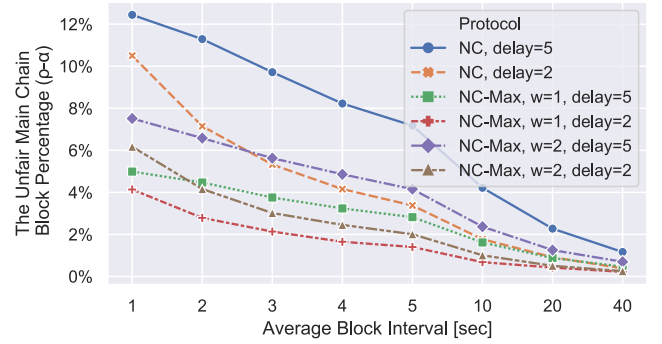 The Unfair Main Chain
Block Percentage (ρ-α)
12%
10%
8%
6%
4%
2%
0%
Protocol
NC, delay=5
NC, delay=2
NC-Max, w=1, delay=5
NC-Max, w=1, delay=2
NC-Max, w=2, delay=5
NC-Max, w=2, delay=2
1 2 3 4 5 10 20 40
Average Block Interval [sec]